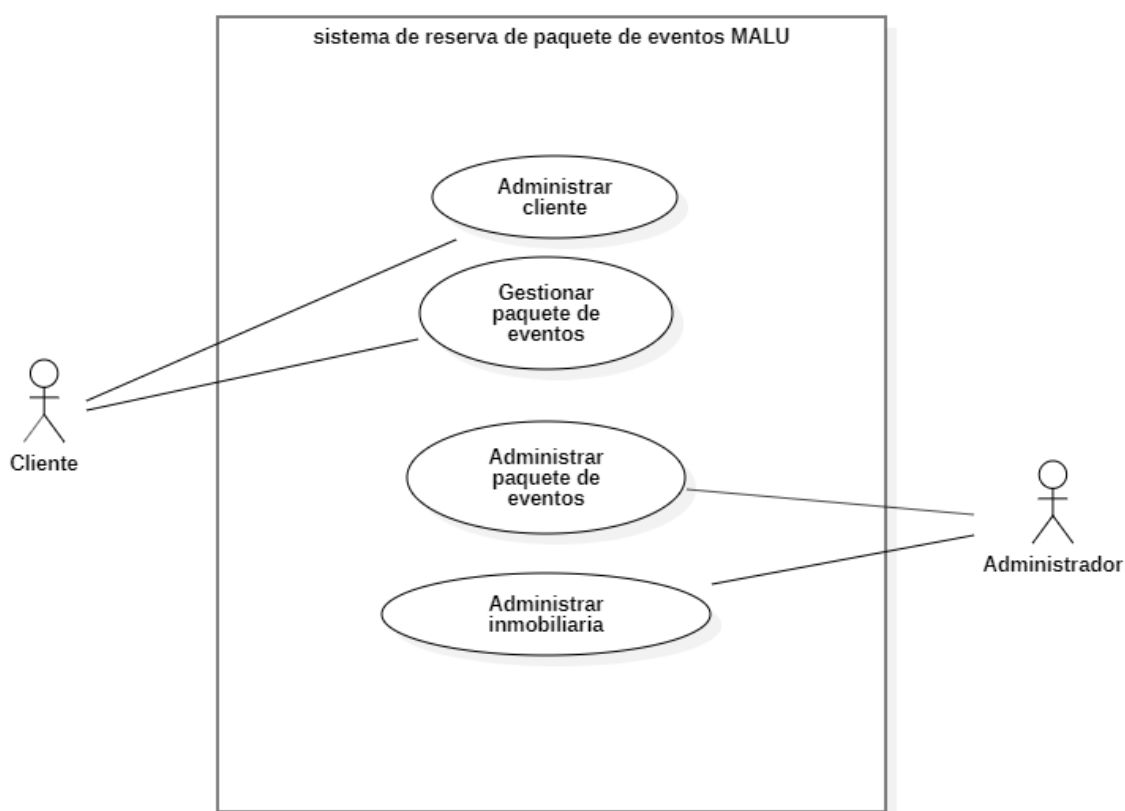 sistema de reserva de paquete de eventos MALU
Administrar
cliente
Gestionar
paquete de
eventos
Cliente
Administrar
paquete de
eventos
Administrador
Administrar
inmobiliaria